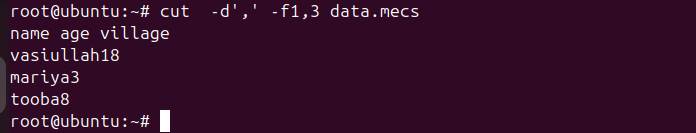 root@ubuntu:~# cut  -d',' -f1,3 data.mecs
name age village
vasiullah18
mariya3
tooba8
root@ubuntu:~#